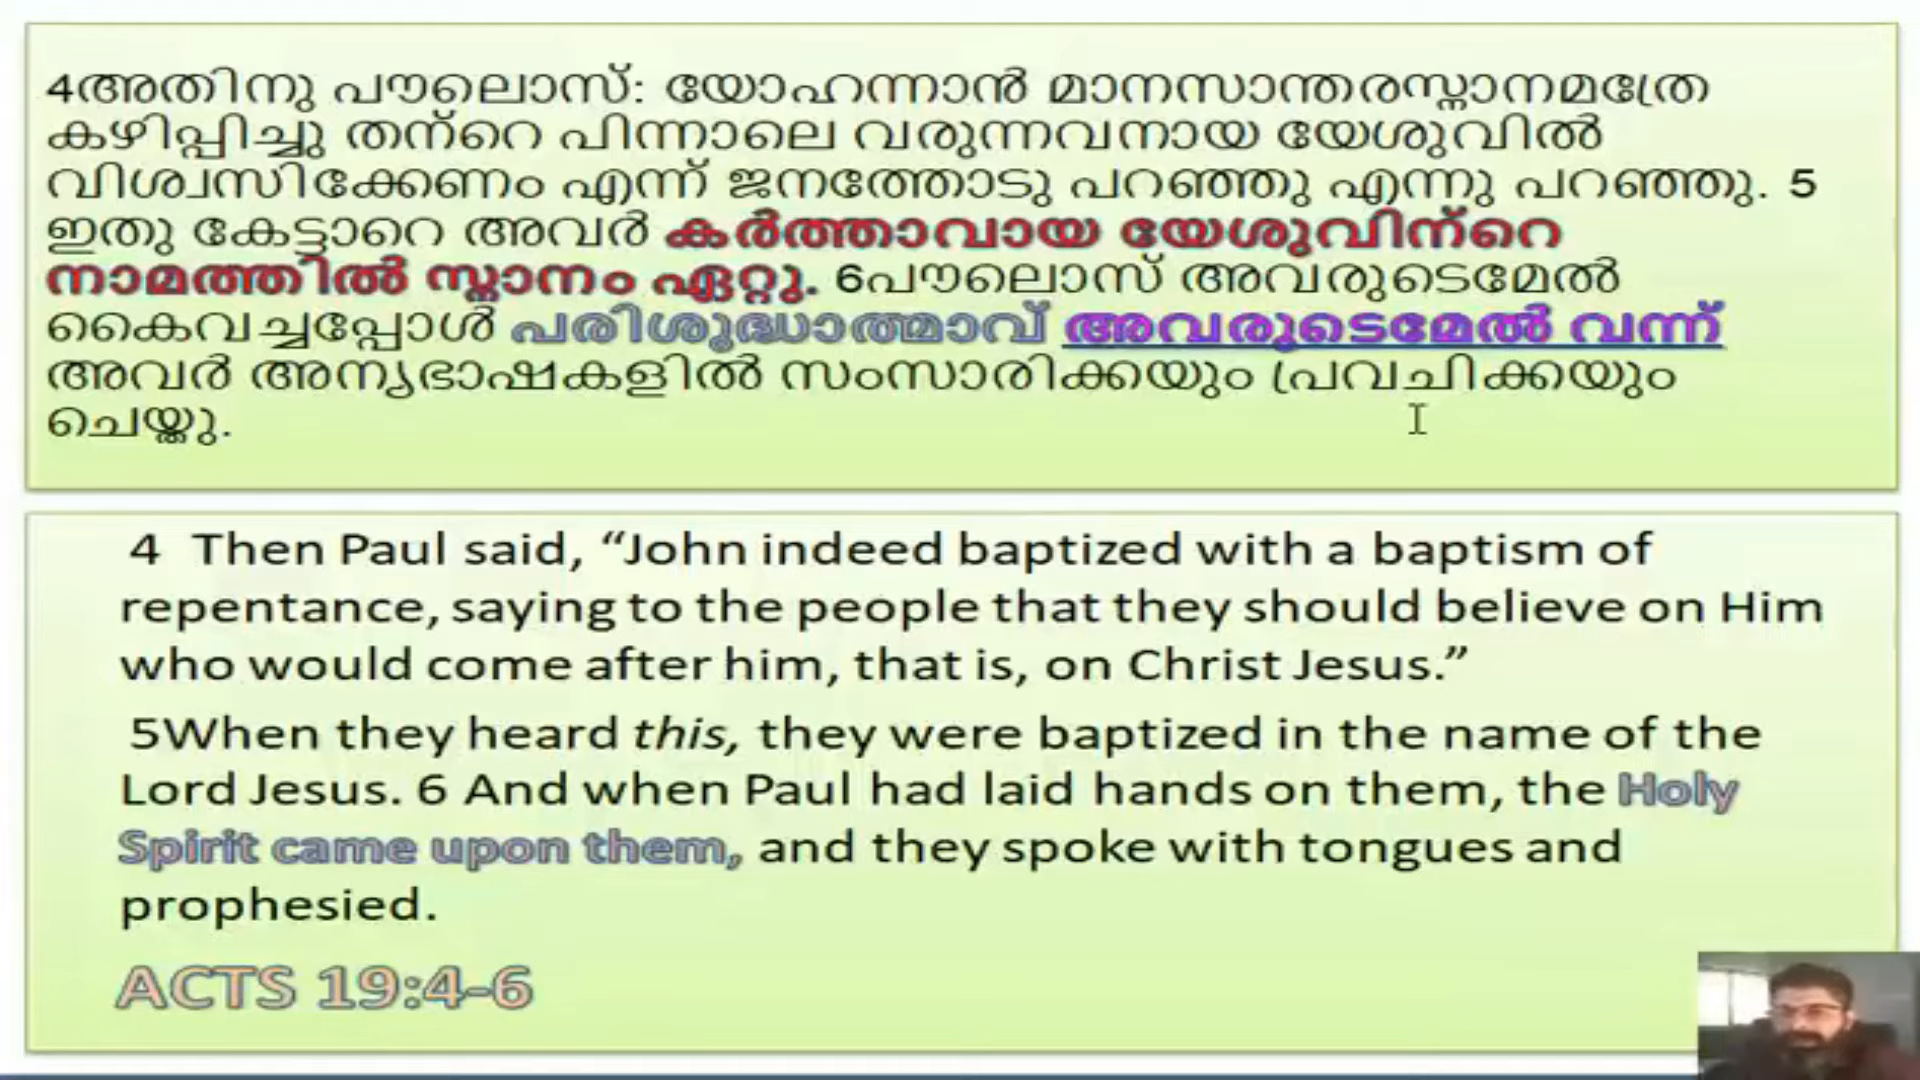 4അതിനു പൗലൊസ്: യോഹന്നാൻ മാനസാന്തരസ്നാനമത്രേ
കഴിപ്പിച്ചു തന്റെ പിന്നാലെ വരുന്നവനായ യേശുവിൽ
വിശ്വസിക്കേണം എന്ന് ജനത്തോടു പറഞ്ഞു എന്നു പറഞ്ഞു. 5
ഇതു കേട്ടാറെ അവർ കർത്താവായ യേശുവിന്റെ
നാമത്തിൽ സ്നാനം ഏറ്റു. 6പൗലൊസ് അവരുടെമേൽ
കൈവച്ചപ്പോൾ പരിശുദ്ധാത്മാവ് അവരുടെമേൽ വന്ന്
അവർ അന്യഭാഷകളിൽ സംസാരിക്കയും പ്രവചിക്കയും
ചെയ്തു.
4 Then Paul said, “John indeed baptized with a baptism of
repentance, saying to the people that they should believe on Him
who would come after him, that is, on Christ Jesus.”
5When they heard this, they were baptized in the name of the
Lord Jesus. 6 And when Paul had laid hands on them, the Holy
Spirit came upon them, and they spoke with tongues and
prophesied.
ACTS 19:4-6